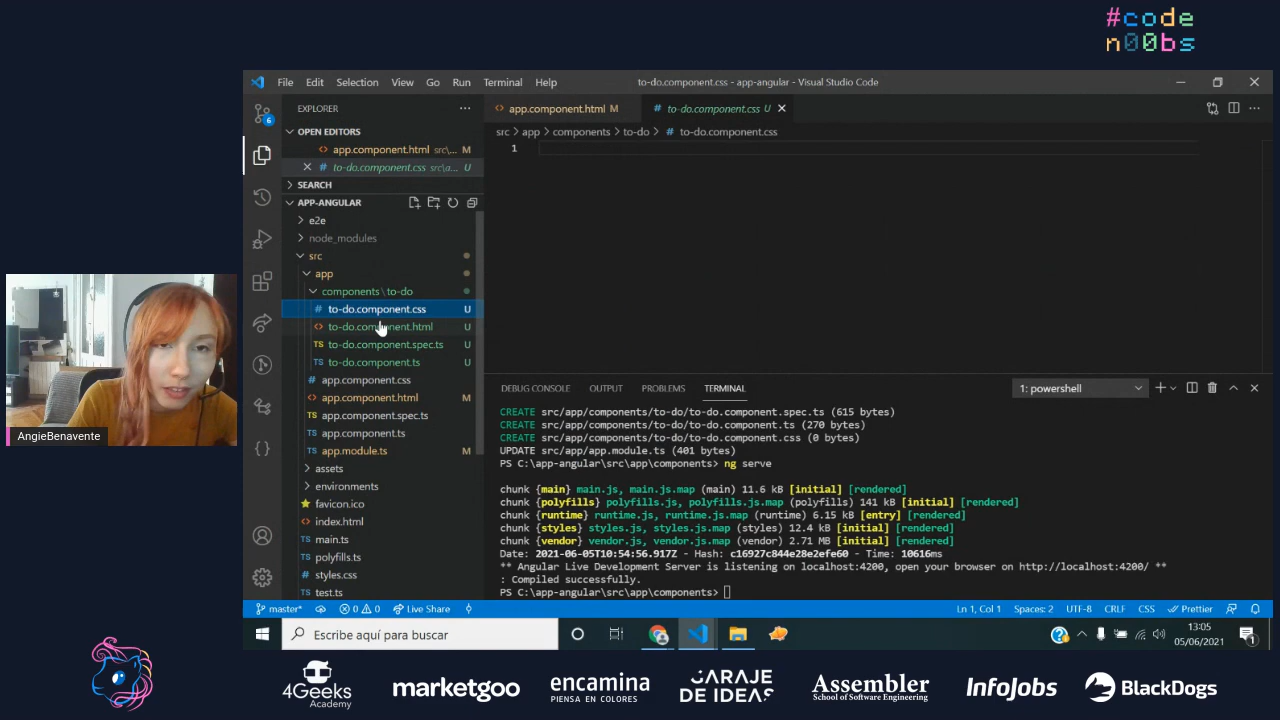 #code
n00bs
File Edit Selection View Go Run Terminal Help
to-do.component.css - app-angular - Visual Studio Code
6
EXPLORER
OPEN EDITORS
app.component.html src\... M
to-do.component.css src\a... U
SEARCH
APP-ANGULAR
e2e
node_modules
src
app
components\to-do
to-do.component.css U
to-do.component.html U
to-do.component.spec.ts U
to-do.component.ts U
app.component.css
app.component.html M
app.component.spec.ts
app.component.ts
app.module.ts M
assets
environments
favicon.ico
index.html
main.ts
polyfills.ts
styles.css
test.ts
app.component.html M
to-do.component.css U
src > app > components > to-do > # to-do.component.css
1
DEBUG CONSOLE OUTPUT PROBLEMS TERMINAL
1: powershell
CREATE src/app/components/to-do/to-do.component.spec.ts (615 bytes)
CREATE src/app/components/to-do/to-do.component.ts (270 bytes)
CREATE src/app/components/to-do/to-do.component.css (0 bytes)
UPDATE src/app/app.module.ts (401 bytes)
PS C:\app-angular\src\app\components> ng serve
chunk {main} main.js, main.js.map (main) 11.6 kB [initial] [rendered]
chunk {polyfills} polyfills.js, polyfills.js.map (polyfills) 141 kB [initial] [rendered]
chunk {runtime} runtime.js, runtime.js.map (runtime) 6.15 kB [entry] [rendered]
chunk {styles} styles.js, styles.js.map (styles) 12.4 kB [initial] [rendered]
chunk {vendor} vendor.js, vendor.js.map (vendor) 2.71 MB [initial] [rendered]
Date: 2021-06-05T10:54:56.917Z - Hash: c16927c844e28e2efe60 - Time: 10616ms
** Angular Live Development Server is listening on localhost:4200, open your browser on http://localhost:4200/ **
: Compiled successfully.
PS C:\app-angular\src\app\components>
master* 0 0 Live Share
Ln 1, Col 1 Spaces: 2 UTF-8 CRLF CSS Prettier
Escribe aquí para buscar
13:05
05/06/2021
1
AngieBenavente
4Geeks
Academy
marketgoo
encamina
PIENSA EN COLORES
GARAJE
DE IDEAS
Assembler
School of Software Engineering
InfoJobs
BLACKDOGS